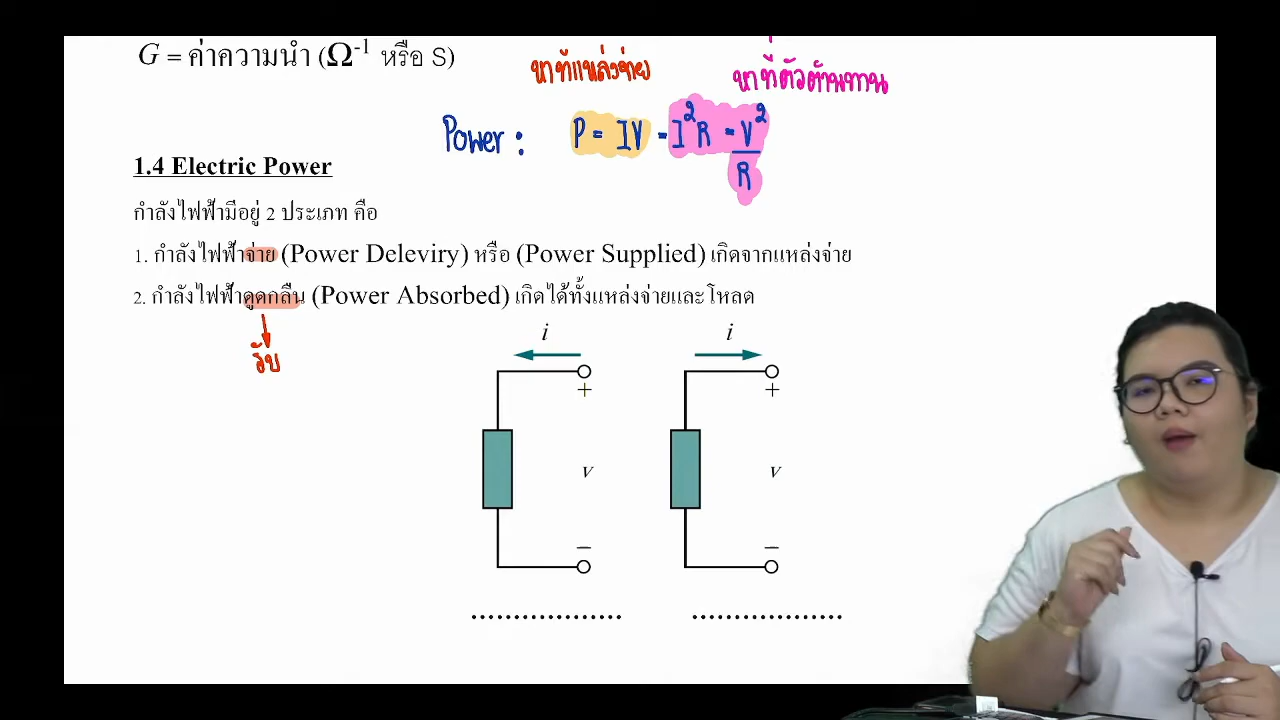 G = ค่าความนำ (Ω⁻¹ หรือ S)
หาที่แหล่งจ่าย
หาที่ตัวต้านทาน
Power : P = IV = I²R = V²/R
1.4 Electric Power
กำลังไฟฟ้ามีอยู่ 2 ประเภท คือ
1. กำลังไฟฟ้าจ่าย (Power Deleviry) หรือ (Power Supplied) เกิดจากแหล่งจ่าย
2. กำลังไฟฟ้าดูดกลืน (Power Absorbed) เกิดได้ทั้งแหล่งจ่ายและโหลด
รับ
i i
+ +
v v
− −
.................. ..................